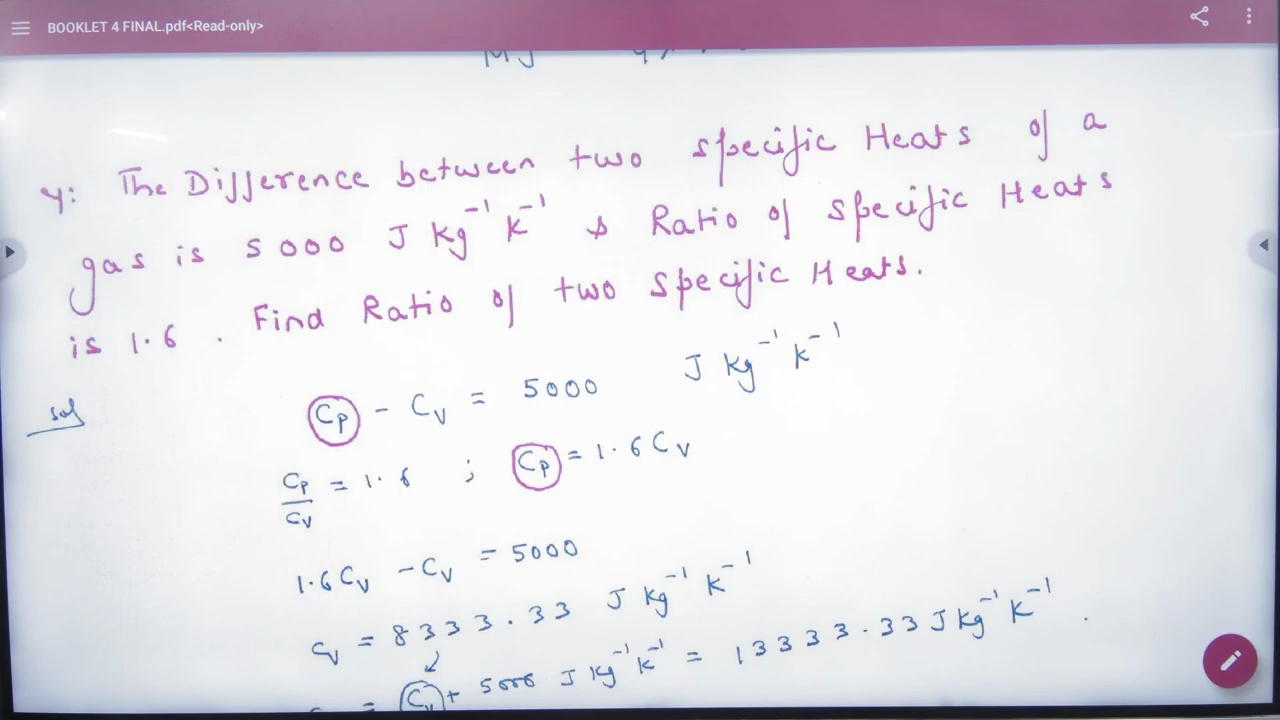 BOOKLET 4 FINAL.pdf<Read-only>
MJ
4: The Difference between two specific Heats of a
gas is 5000 J kg⁻¹ K⁻¹ & Ratio of specific Heats
is 1.6 . Find Ratio of two specific Heats.
sol
Cp - Cv = 5000 J kg⁻¹ K⁻¹
Cp/Cv = 1.6 ; Cp = 1.6 Cv
1.6 Cv - Cv = 5000
Cv = 8333.33 J kg⁻¹ K⁻¹
= Cv + 5000 J kg⁻¹ K⁻¹ = 13333.33 J kg⁻¹ K⁻¹ .